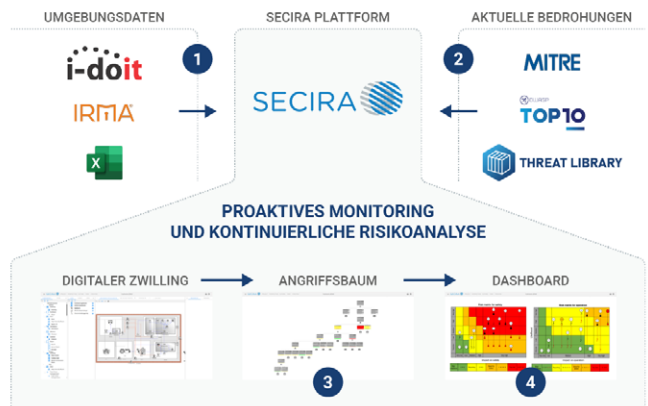 UMGEBUNGSDATEN
SECIRA PLATTFORM
AKTUELLE BEDROHUNGEN
1
2
i-doit
IRMA
X
SECIRA
MITRE
TOP10
THREAT LIBRARY
PROAKTIVES MONITORING
UND KONTINUIERLICHE RISIKOANALYSE
DIGITALER ZWILLING
ANGRIFFSBAUM
DASHBOARD
3
4